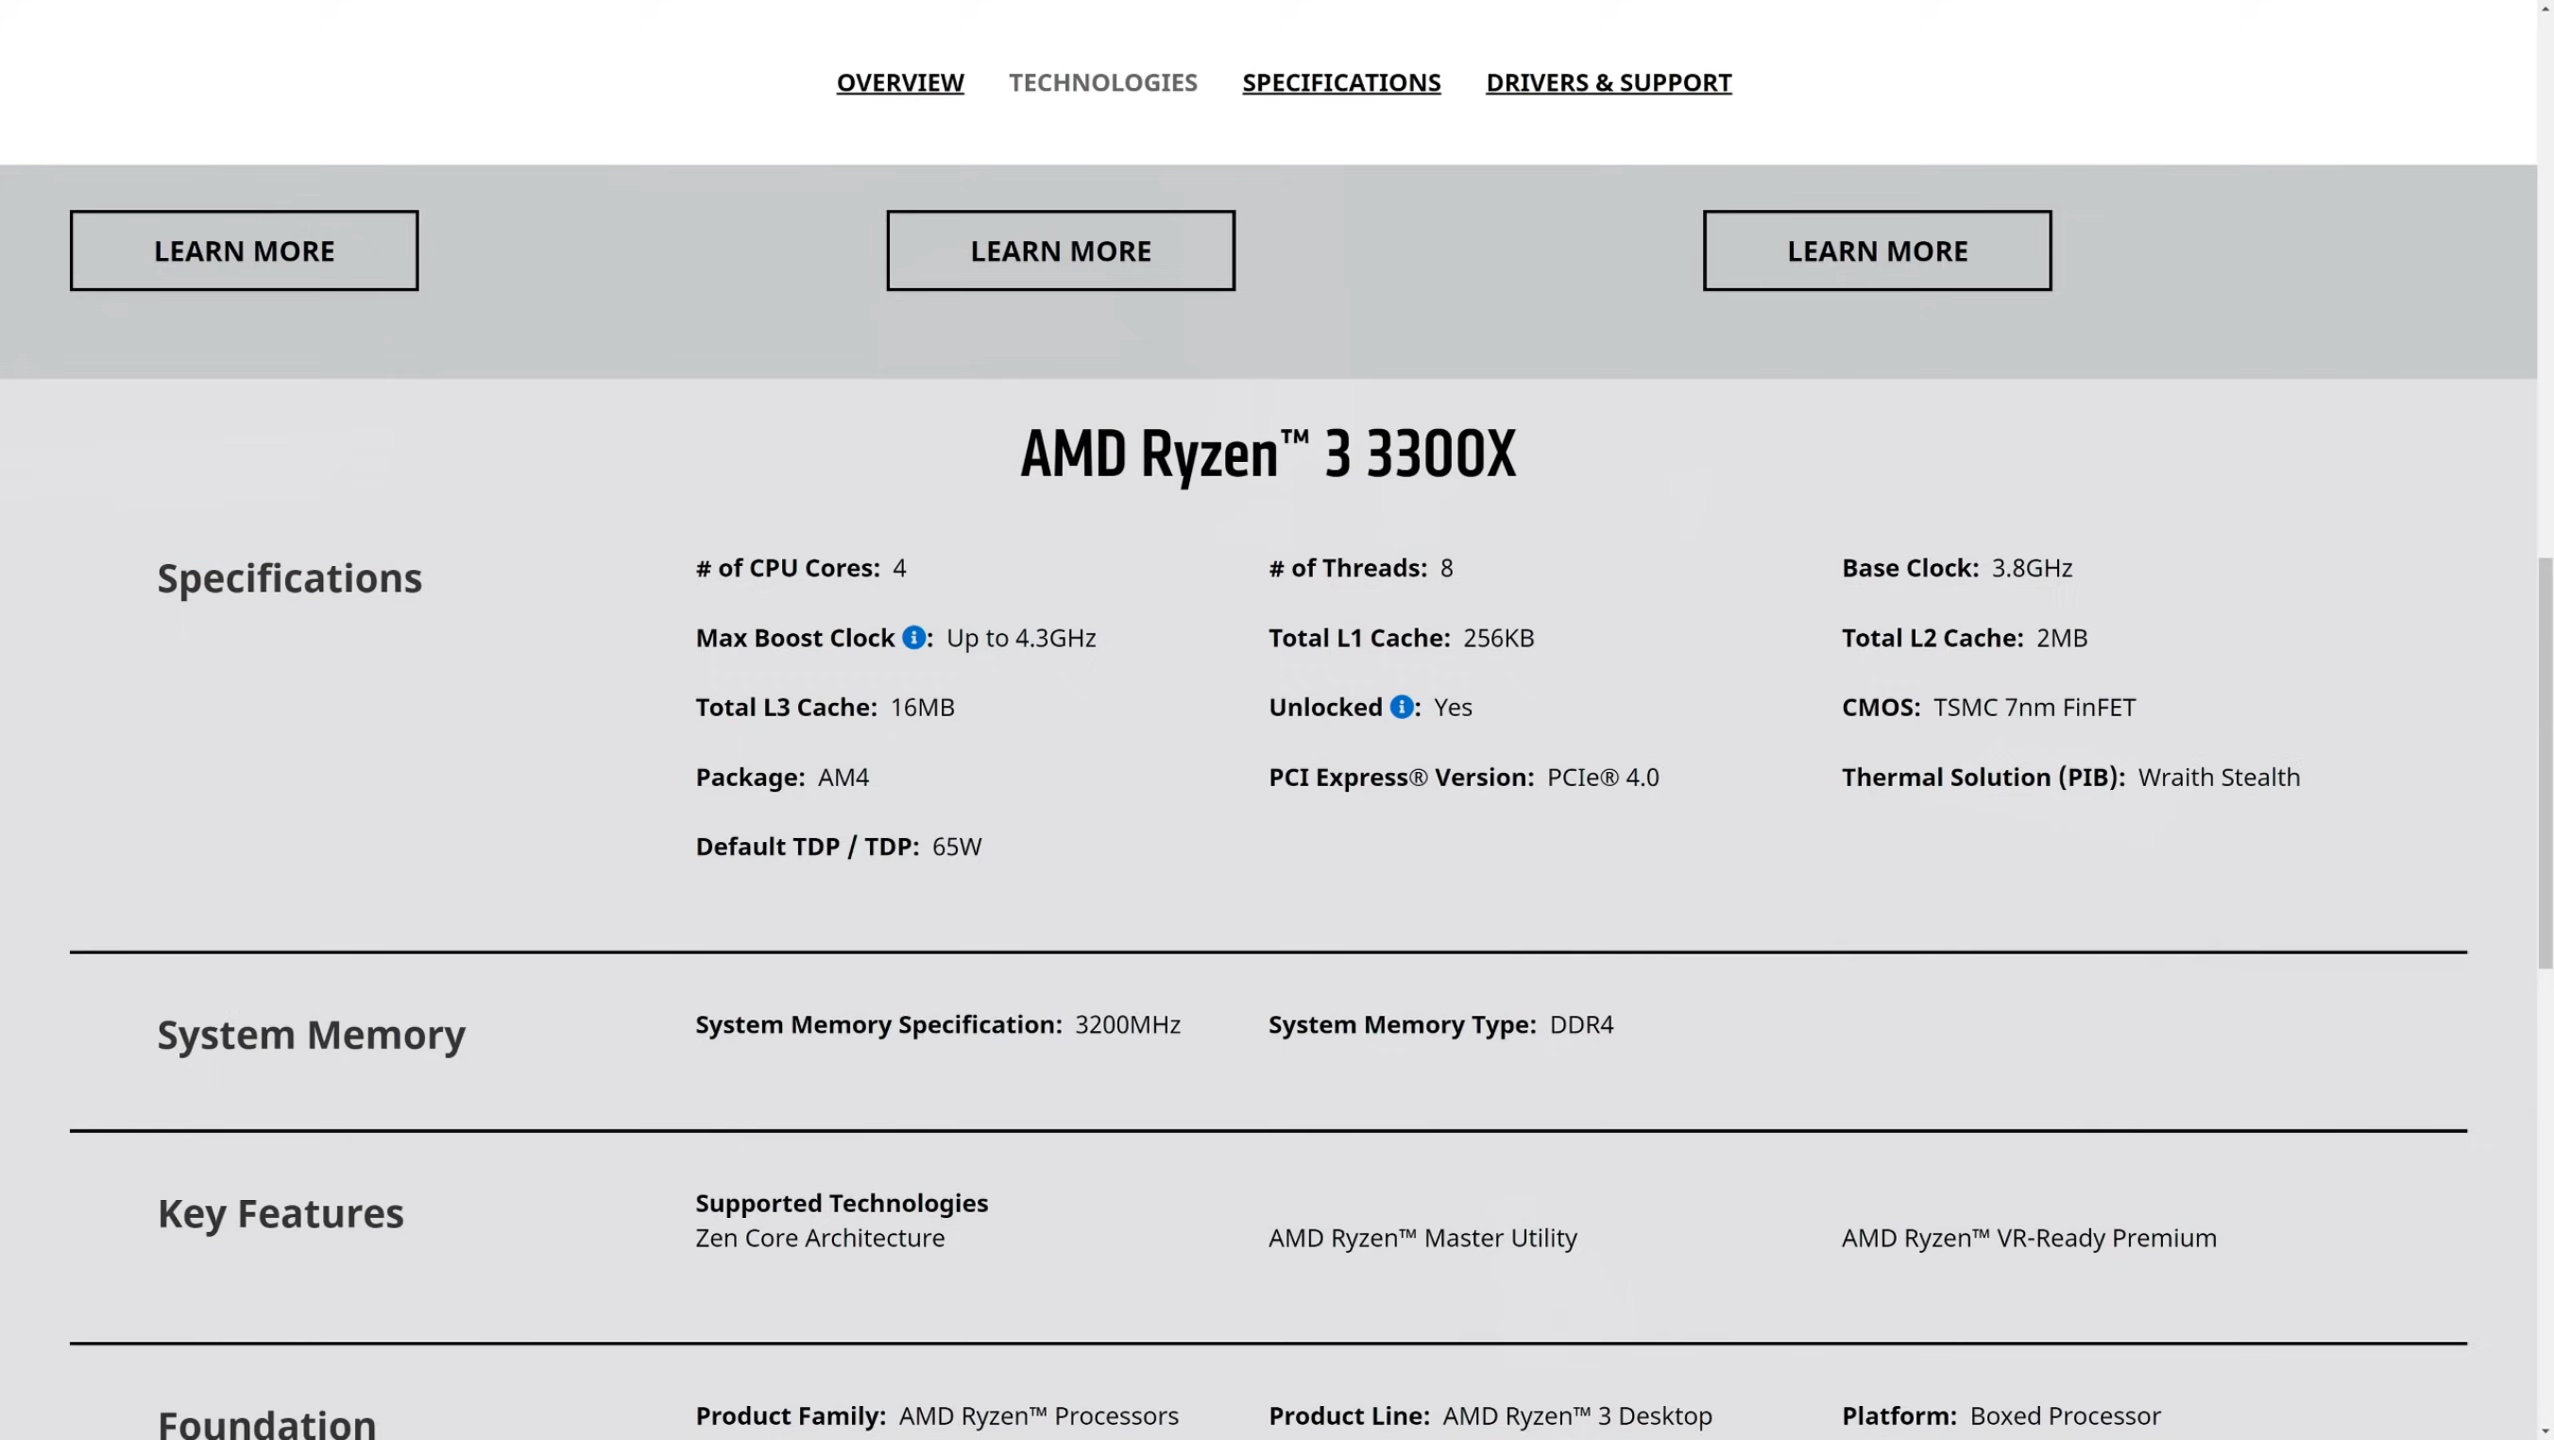 OVERVIEW TECHNOLOGIES SPECIFICATIONS DRIVERS & SUPPORT
LEARN MORE LEARN MORE LEARN MORE
AMD Ryzen™ 3 3300X
Specifications
# of CPU Cores: 4 # of Threads: 8 Base Clock: 3.8GHz
Max Boost Clock : Up to 4.3GHz Total L1 Cache: 256KB Total L2 Cache: 2MB
Total L3 Cache: 16MB Unlocked : Yes CMOS: TSMC 7nm FinFET
Package: AM4 PCI Express® Version: PCIe® 4.0 Thermal Solution (PIB): Wraith Stealth
Default TDP / TDP: 65W
System Memory
System Memory Specification: 3200MHz System Memory Type: DDR4
Key Features
Supported Technologies
Zen Core Architecture AMD Ryzen™ Master Utility AMD Ryzen™ VR-Ready Premium
Foundation
Product Family: AMD Ryzen™ Processors Product Line: AMD Ryzen™ 3 Desktop Platform: Boxed Processor